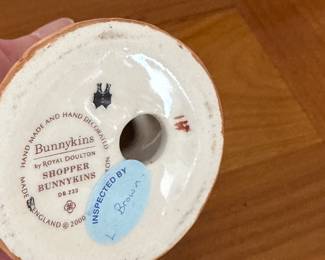 HAND MADE AND HAND DECORATED
Bunnykins
by ROYAL DOULTON
SHOPPER
BUNNYKINS
DB 233
MADE
ENGLAND © 2000
INSPECTED BY
L Brown.